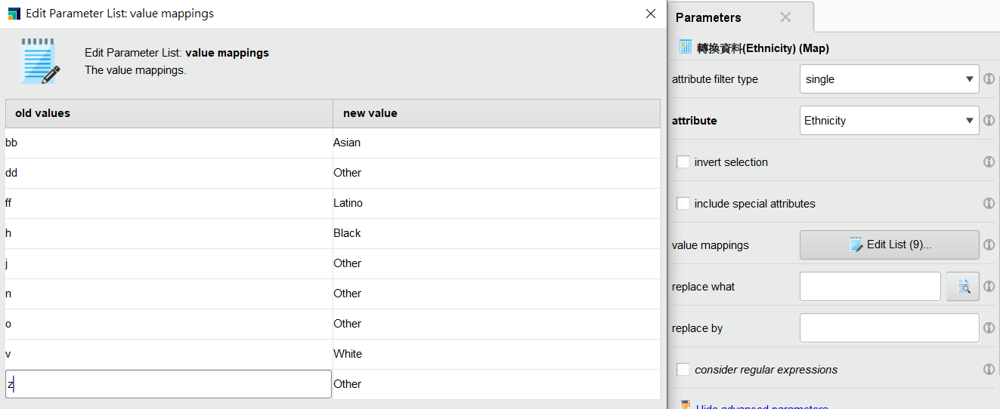 Edit Parameter List: value mappings
Edit Parameter List: value mappings
The value mappings.
old values new value
bb Asian
dd Other
ff Latino
h Black
j Other
n Other
o Other
v White
z Other
Parameters
轉換資料(Ethnicity) (Map)
attribute filter type single
attribute Ethnicity
invert selection
include special attributes
value mappings Edit List (9)...
replace what
replace by
consider regular expressions
Hide advanced parameters